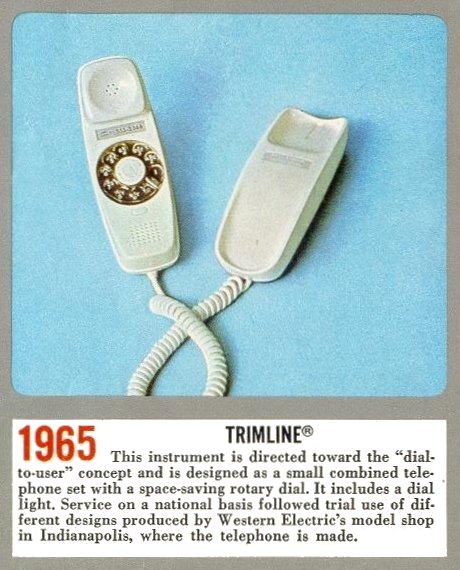 1965
TRIMLINE®
This instrument is directed toward the “dial-
to-user” concept and is designed as a small combined tele-
phone set with a space-saving rotary dial. It includes a dial
light. Service on a national basis followed trial use of dif-
ferent designs produced by Western Electric’s model shop
in Indianapolis, where the telephone is made.